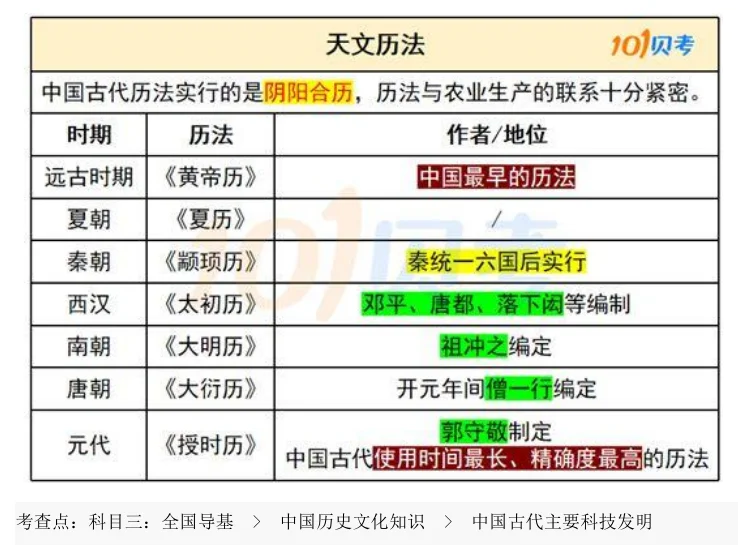 天文历法
101贝考
中国古代历法实行的是阴阳合历，历法与农业生产的联系十分紧密。
时期 历法 作者/地位
远古时期 《黄帝历》 中国最早的历法
夏朝 《夏历》 /
秦朝 《颛顼历》 秦统一六国后实行
西汉 《太初历》 邓平、唐都、落下闳等编制
南朝 《大明历》 祖冲之编定
唐朝 《大衍历》 开元年间僧一行编定
元代 《授时历》 郭守敬制定
中国古代使用时间最长、精确度最高的历法
101贝考
考查点：科目三：全国导基 > 中国历史文化知识 > 中国古代主要科技发明